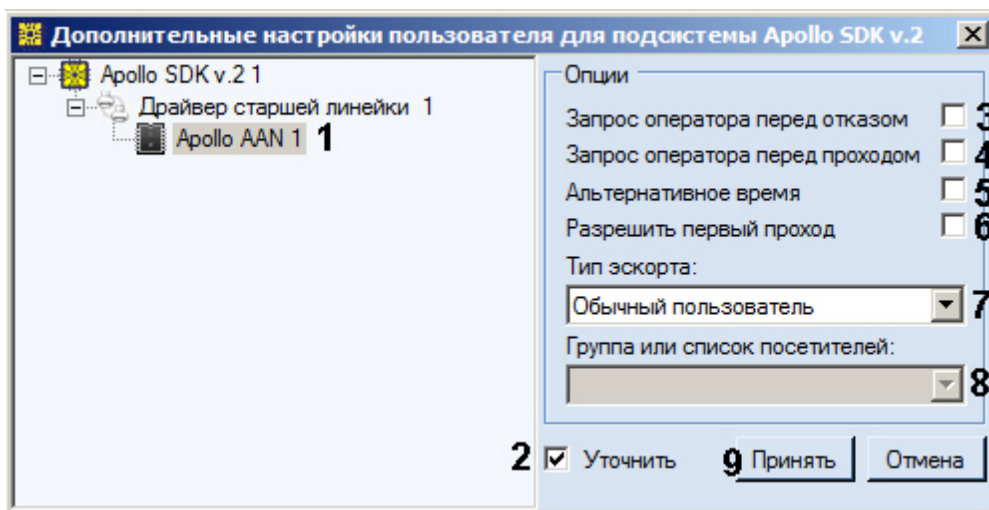 Дополнительные настройки пользователя для подсистемы Apollo SDK v.2
Apollo SDK v.2 1
Драйвер старшей линейки 1
Apollo AAN 1 1
Опции
Запрос оператора перед отказом 3
Запрос оператора перед проходом 4
Альтернативное время 5
Разрешить первый проход 6
Тип эскорта:
Обычный пользователь 7
Группа или список посетителей:
8
2 Уточнить 9 Принять Отмена